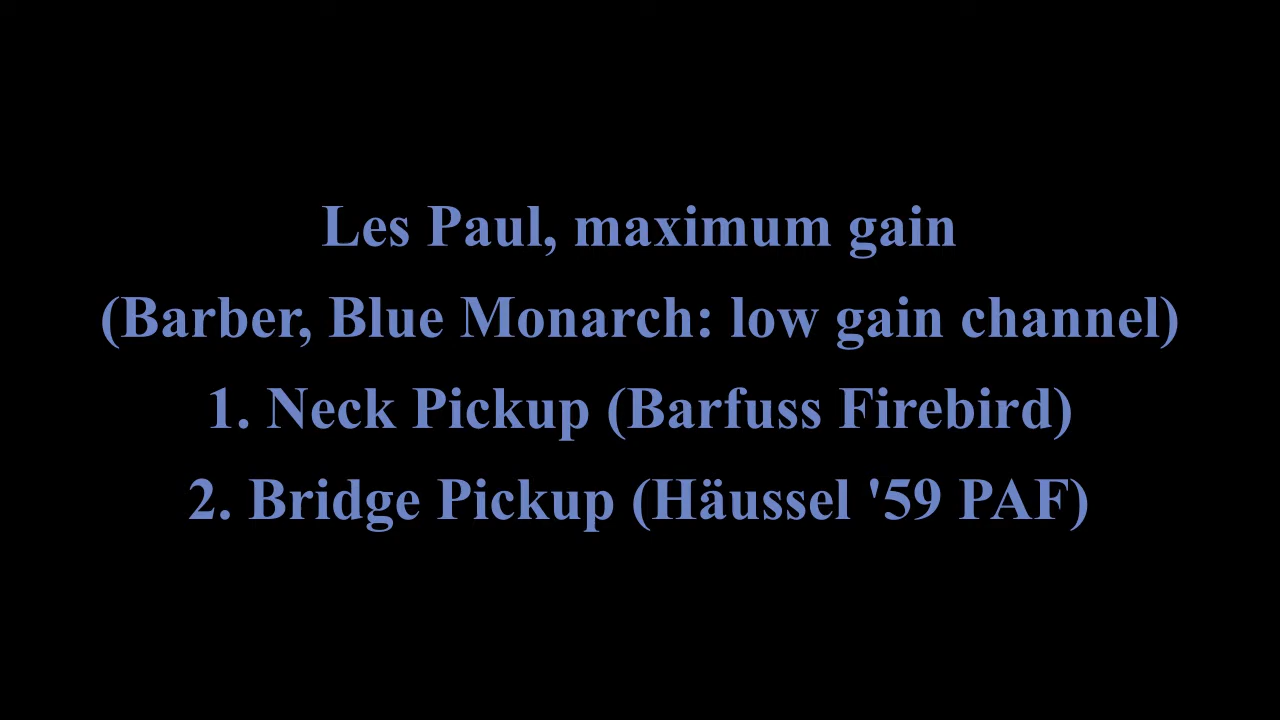 Les Paul, maximum gain
(Barber, Blue Monarch: low gain channel)
1. Neck Pickup (Barfuss Firebird)
2. Bridge Pickup (Häussel '59 PAF)